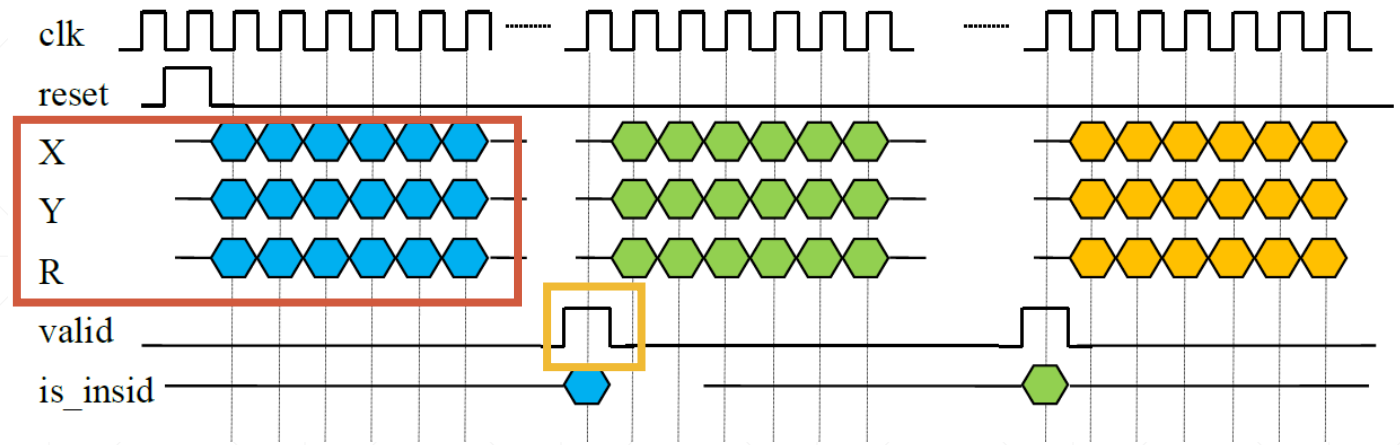 clk
reset
X
Y
R
valid
is_insid